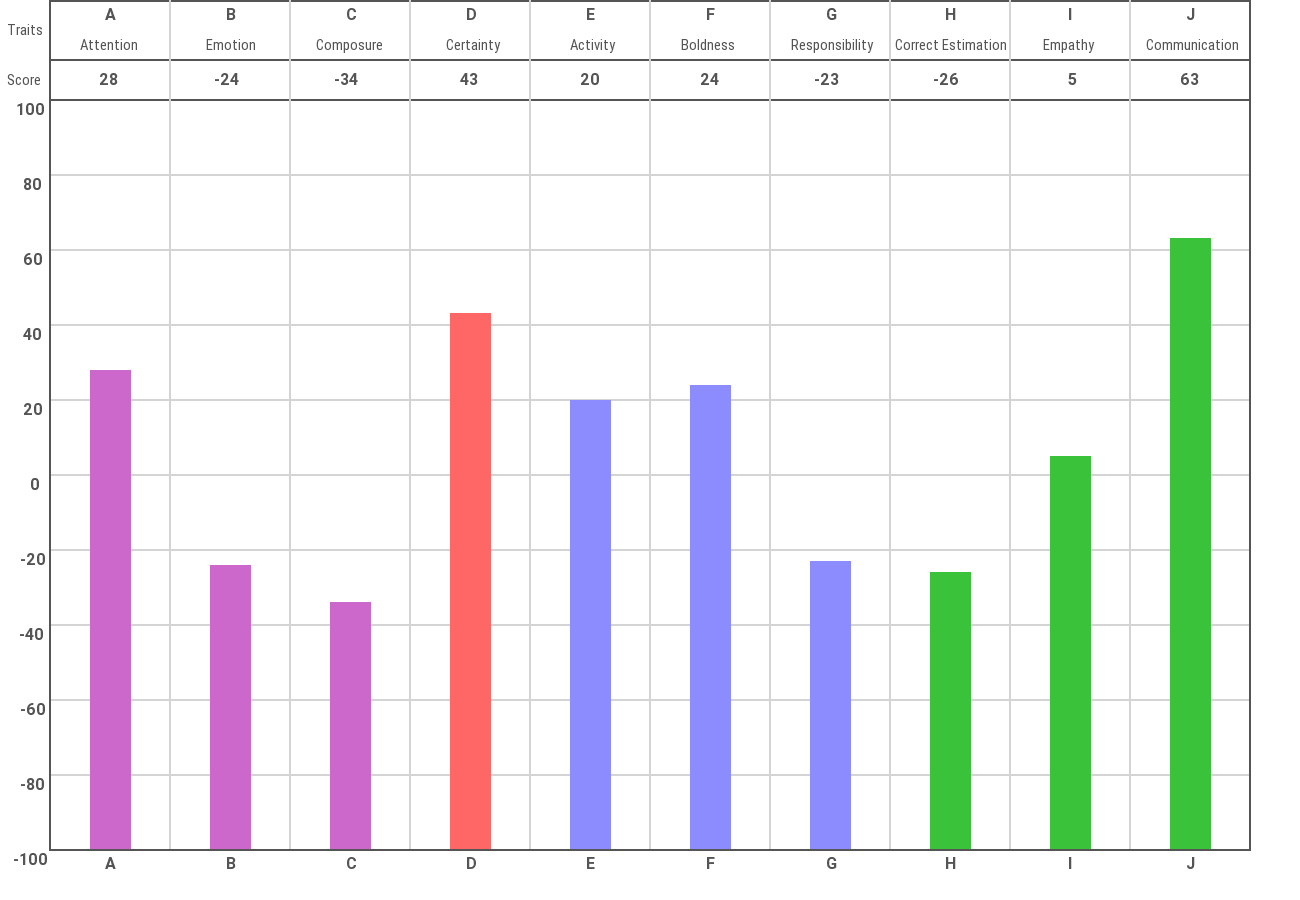 Traits
A B C D E F G H I J
Attention Emotion Composure Certainty Activity Boldness Responsibility Correct Estimation Empathy Communication
Score 28 -24 -34 43 20 24 -23 -26 5 63
100
80
60
40
20
0
-20
-40
-60
-80
-100
A B C D E F G H I J